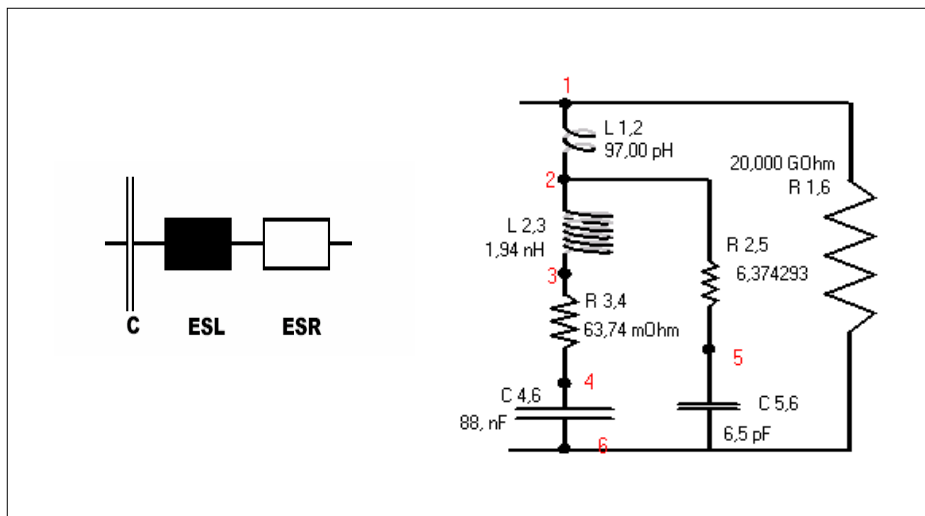 C
ESL
ESR
1
L 1,2
97,00 pH
2
20,000 GOhm
R 1,6
L 2,3
1,94 nH
R 2,5
6,374293
3
R 3,4
63,74 mOhm
5
4
C 4,6
88, nF
C 5,6
6,5 pF
6